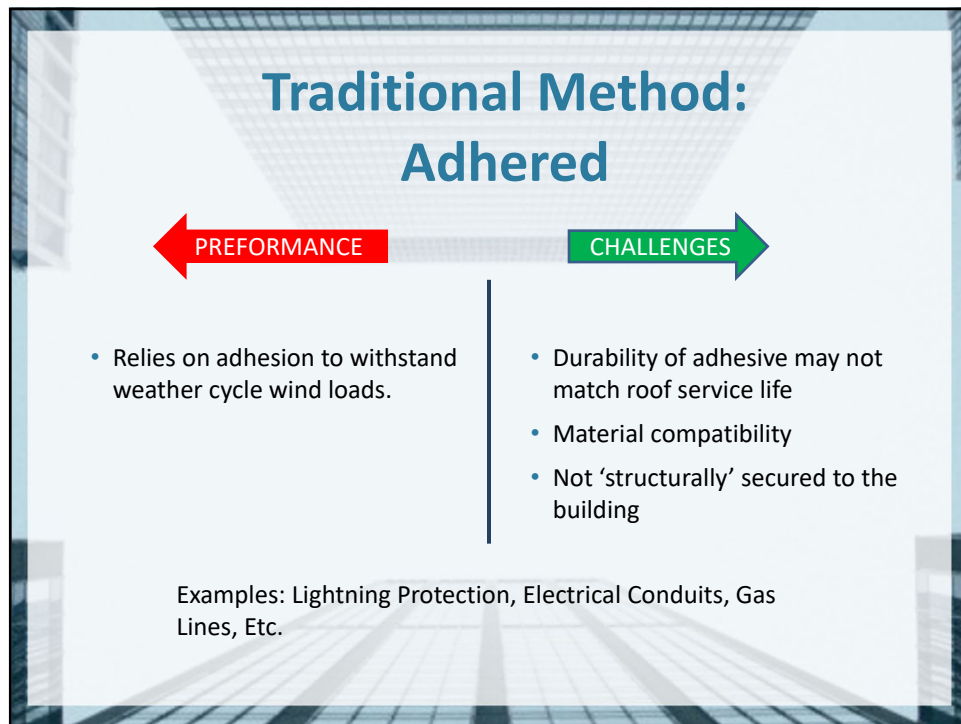 Traditional Method:
Adhered
PREFORMANCE
CHALLENGES
• Relies on adhesion to withstand
weather cycle wind loads.
• Durability of adhesive may not
match roof service life
• Material compatibility
• Not ‘structurally’ secured to the
building
Examples: Lightning Protection, Electrical Conduits, Gas
Lines, Etc.